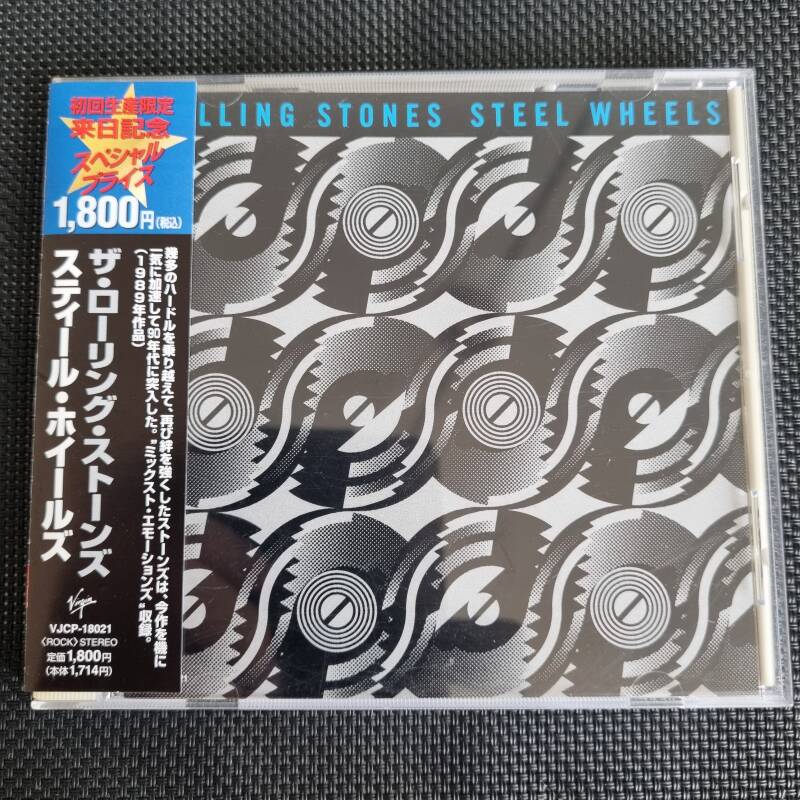 初回生産限定
来日記念
スペシャル
プライス
1,800円(税込)
LLING STONES STEEL WHEELS
ザ・ローリング・ストーンズ
スティール・ホイールズ
幾多のハードルを乗り越えて、再び絆を強くしたストーンズは、今作を機に
一気に加速して90年代に突入した。"ミックスト・エモーションズ"収録。
(1989年作品)
Virgin
VJCP-18021
〈ROCK〉STEREO
定価1,800円
(本体1,714円)